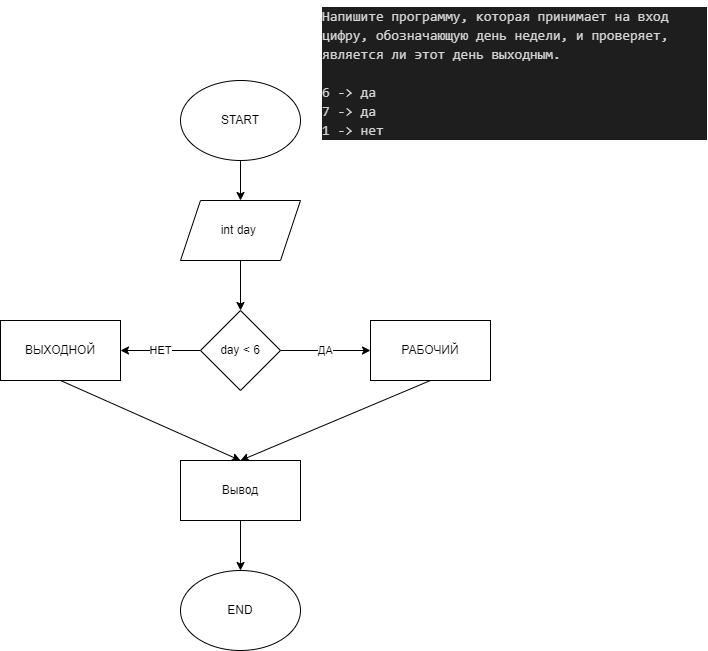 Напишите программу, которая принимает на вход
цифру, обозначающую день недели, и проверяет,
является ли этот день выходным.
6 -> да
7 -> да
1 -> нет
START
int day
ВЫХОДНОЙ
НЕТ
day < 6
ДА
РАБОЧИЙ
Вывод
END